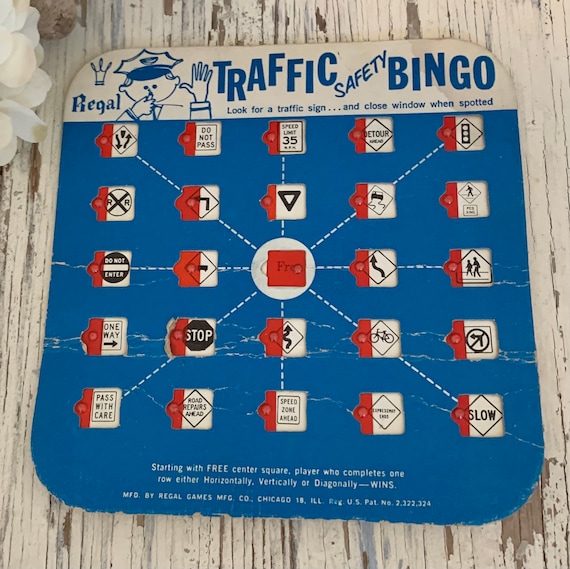 Regal
TRAFFIC SAFETY BINGO
Look for a traffic sign...and close window when spotted
DO NOT PASS
SPEED LIMIT 35 M.P.H.
DETOUR AHEAD
R R
PED XING
DO NOT ENTER
Free
ONE WAY
STOP
PASS WITH CARE
ROAD REPAIRS AHEAD
SPEED ZONE AHEAD
EXPRESSWAY ENDS
SLOW
Starting with FREE center square, player who completes one
row either Horizontally, Vertically or Diagonally—WINS.
MFD. BY REGAL GAMES MFG. CO., CHICAGO 18, ILL. Reg. U.S. Pat. No. 2,322,324